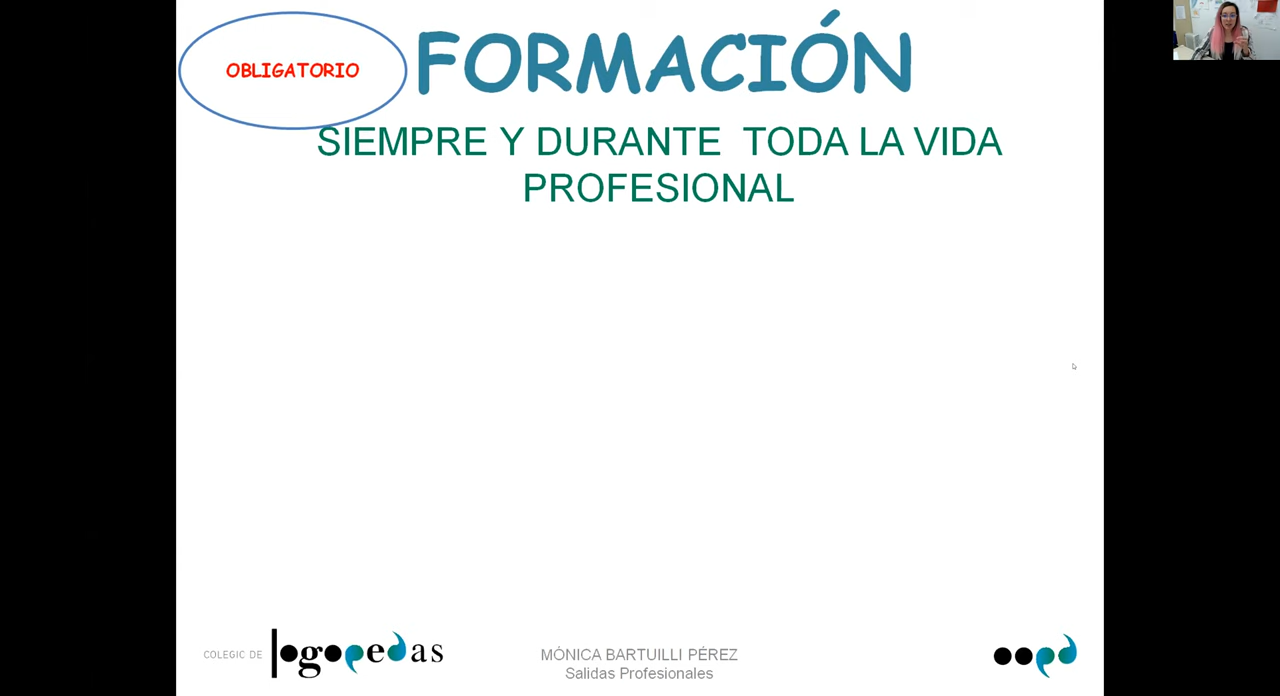 OBLIGATORIO
FORMACIÓN
SIEMPRE Y DURANTE TODA LA VIDA
PROFESIONAL
COLEGIC DE logopedas
MÓNICA BARTUILLI PÉREZ
Salidas Profesionales